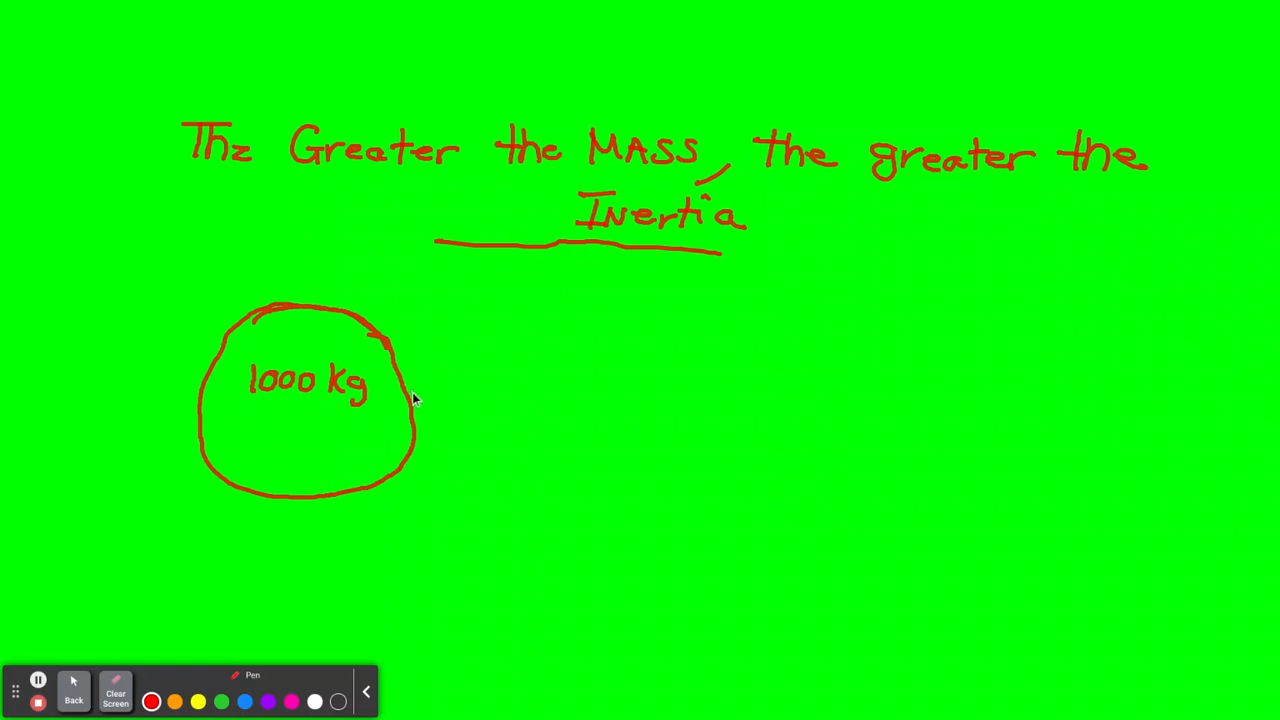 The Greater the MASS, the greater the
Inertia
1000 kg
Pen
Back
Clear
Screen